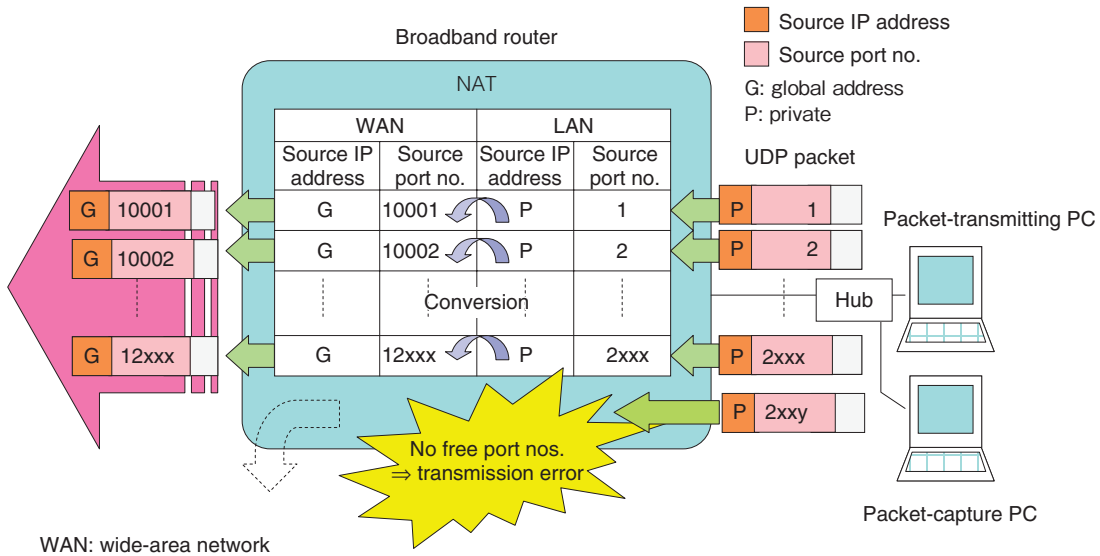 Source IP address
Source port no.
G: global address
P: private
Broadband router
NAT
WAN LAN
Source IP address Source port no. Source IP address Source port no.
UDP packet
G 10001 G 10001 P 1 P 1
G 10002 G 10002 P 2 P 2
Conversion
G 12xxx G 12xxx P 2xxx P 2xxx
P 2xxy
No free port nos.
⇒ transmission error
Packet-transmitting PC
Hub
Packet-capture PC
WAN: wide-area network